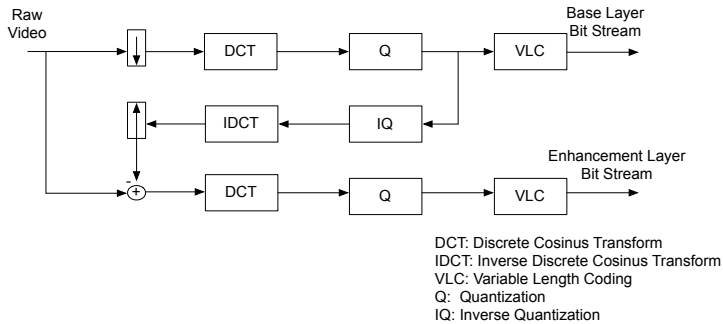 Raw
Video
Base Layer
Bit Stream
DCT
Q
VLC
IDCT
IQ
Enhancement Layer
Bit Stream
-
+
DCT
Q
VLC
DCT: Discrete Cosinus Transform
IDCT: Inverse Discrete Cosinus Transform
VLC: Variable Length Coding
Q: Quantization
IQ: Inverse Quantization